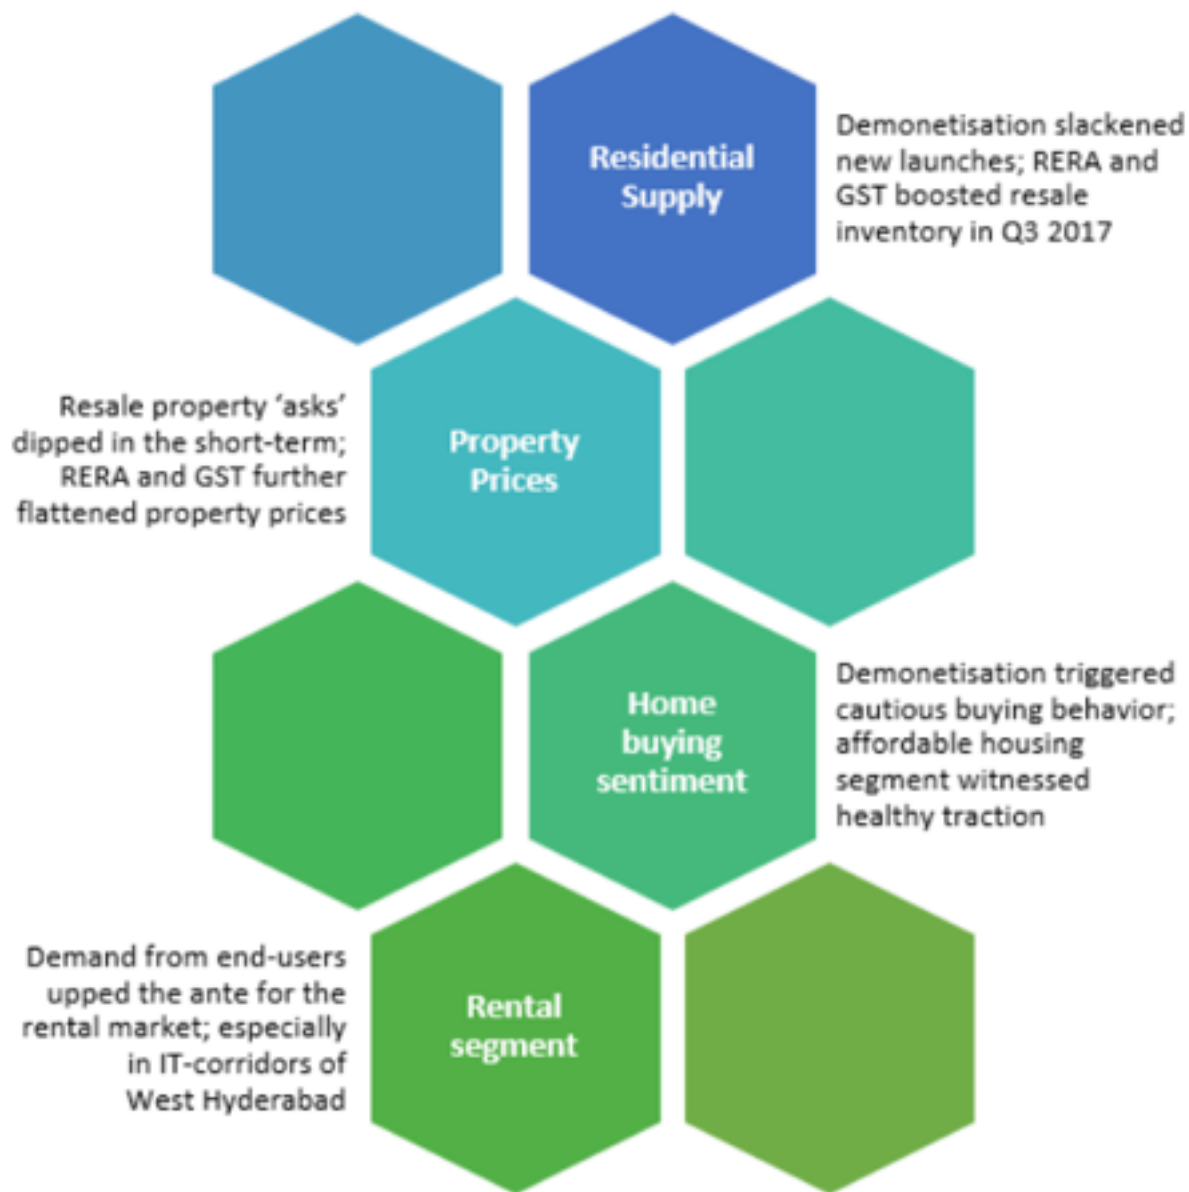 Residential
Supply
Demonetisation slackened
new launches; RERA and
GST boosted resale
inventory in Q3 2017
Resale property ‘asks’
dipped in the short-term;
RERA and GST further
flattened property prices
Property
Prices
Home
buying
sentiment
Demonetisation triggered
cautious buying behavior;
affordable housing
segment witnessed
healthy traction
Demand from end-users
upped the ante for the
rental market; especially
in IT-corridors of
West Hyderabad
Rental
segment